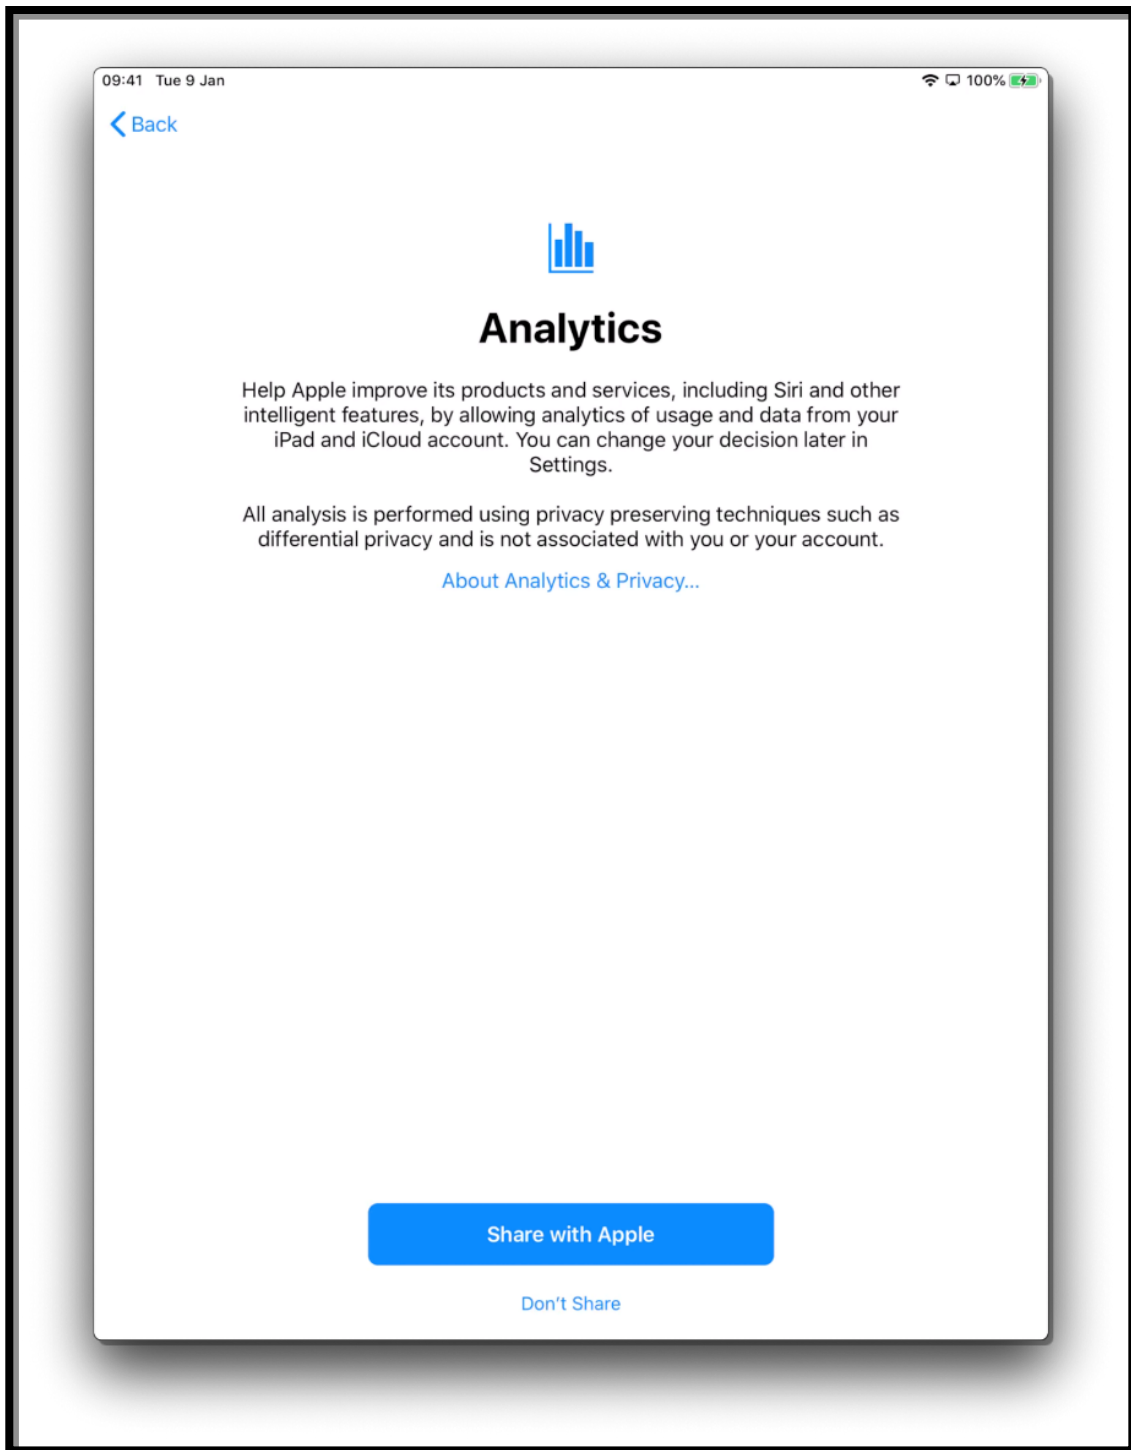 09:41 Tue 9 Jan 100%
Back
Analytics
Help Apple improve its products and services, including Siri and other
intelligent features, by allowing analytics of usage and data from your
iPad and iCloud account. You can change your decision later in
Settings.
All analysis is performed using privacy preserving techniques such as
differential privacy and is not associated with you or your account.
About Analytics & Privacy...
Share with Apple
Don't Share